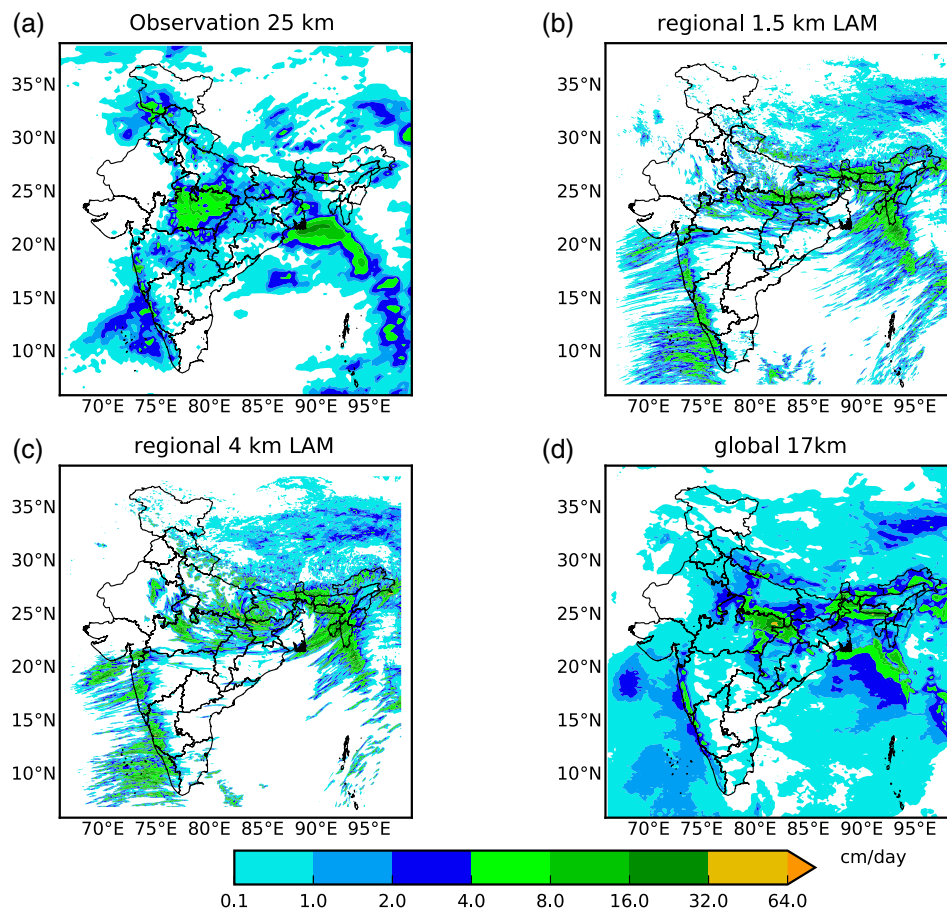 (a) Observation 25 km
35°N
30°N
25°N
20°N
15°N
10°N
70°E 75°E 80°E 85°E 90°E 95°E
(b) regional 1.5 km LAM
35°N
30°N
25°N
20°N
15°N
10°N
70°E 75°E 80°E 85°E 90°E 95°E
(c) regional 4 km LAM
35°N
30°N
25°N
20°N
15°N
10°N
70°E 75°E 80°E 85°E 90°E 95°E
(d) global 17km
35°N
30°N
25°N
20°N
15°N
10°N
70°E 75°E 80°E 85°E 90°E 95°E
cm/day
0.1 1.0 2.0 4.0 8.0 16.0 32.0 64.0